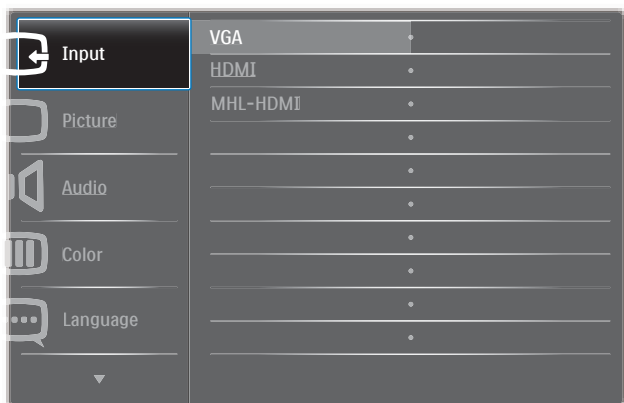 Input
Picture
Audio
Color
Language
VGA
HDMI
MHL-HDMI